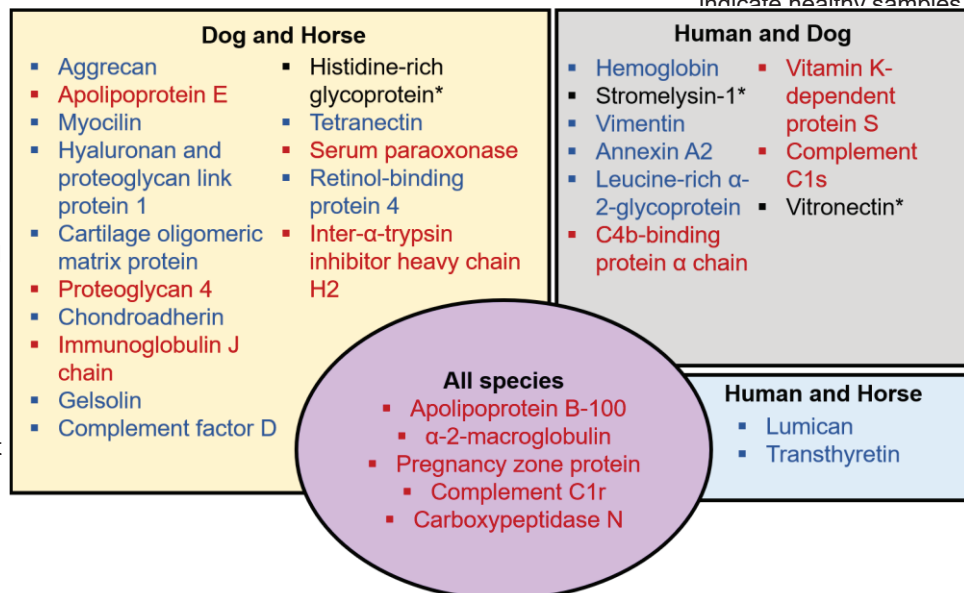 indicate healthy samples
Dog and Horse
▪ Aggrecan
▪ Apolipoprotein E
▪ Myocilin
▪ Hyaluronan and
proteoglycan link
protein 1
▪ Cartilage oligomeric
matrix protein
▪ Proteoglycan 4
▪ Chondroadherin
▪ Immunoglobulin J
chain
▪ Gelsolin
▪ Complement factor D
▪ Histidine-rich
glycoprotein*
▪ Tetranectin
▪ Serum paraoxonase
▪ Retinol-binding
protein 4
▪ Inter-α-trypsin
inhibitor heavy chain
H2
Human and Dog
▪ Hemoglobin
▪ Stromelysin-1*
▪ Vimentin
▪ Annexin A2
▪ Leucine-rich α-
2-glycoprotein
▪ C4b-binding
protein α chain
▪ Vitamin K-
dependent
protein S
▪ Complement
C1s
▪ Vitronectin*
All species
▪ Apolipoprotein B-100
▪ α-2-macroglobulin
▪ Pregnancy zone protein
▪ Complement C1r
▪ Carboxypeptidase N
Human and Horse
▪ Lumican
▪ Transthyretin